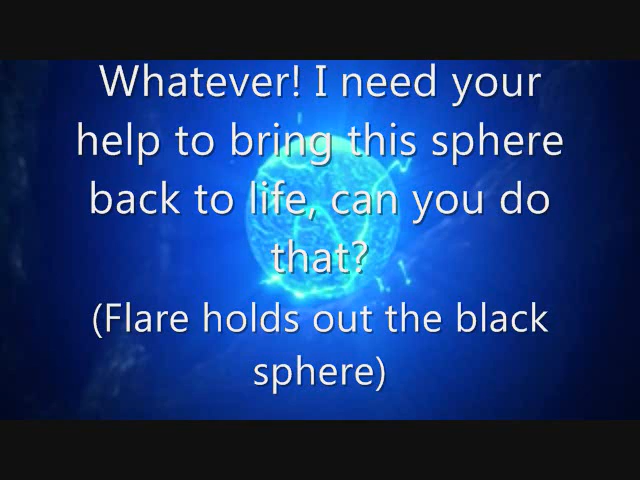 Whatever! I need your
help to bring this sphere
back to life, can you do
that?
(Flare holds out the black
sphere)